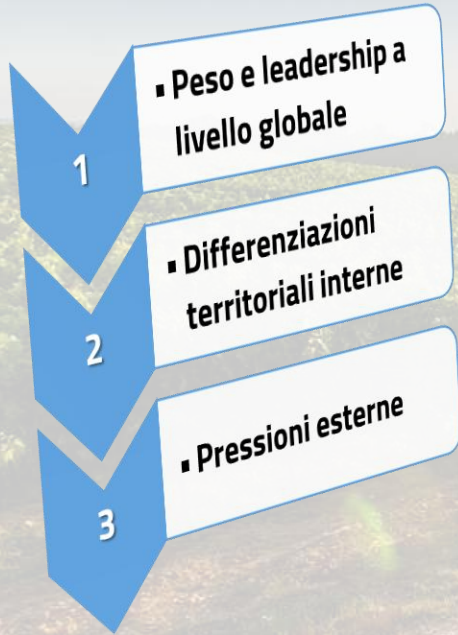 1
▪ Peso e leadership a
livello globale
2
▪ Differenziazioni
territoriali interne
3
▪ Pressioni esterne